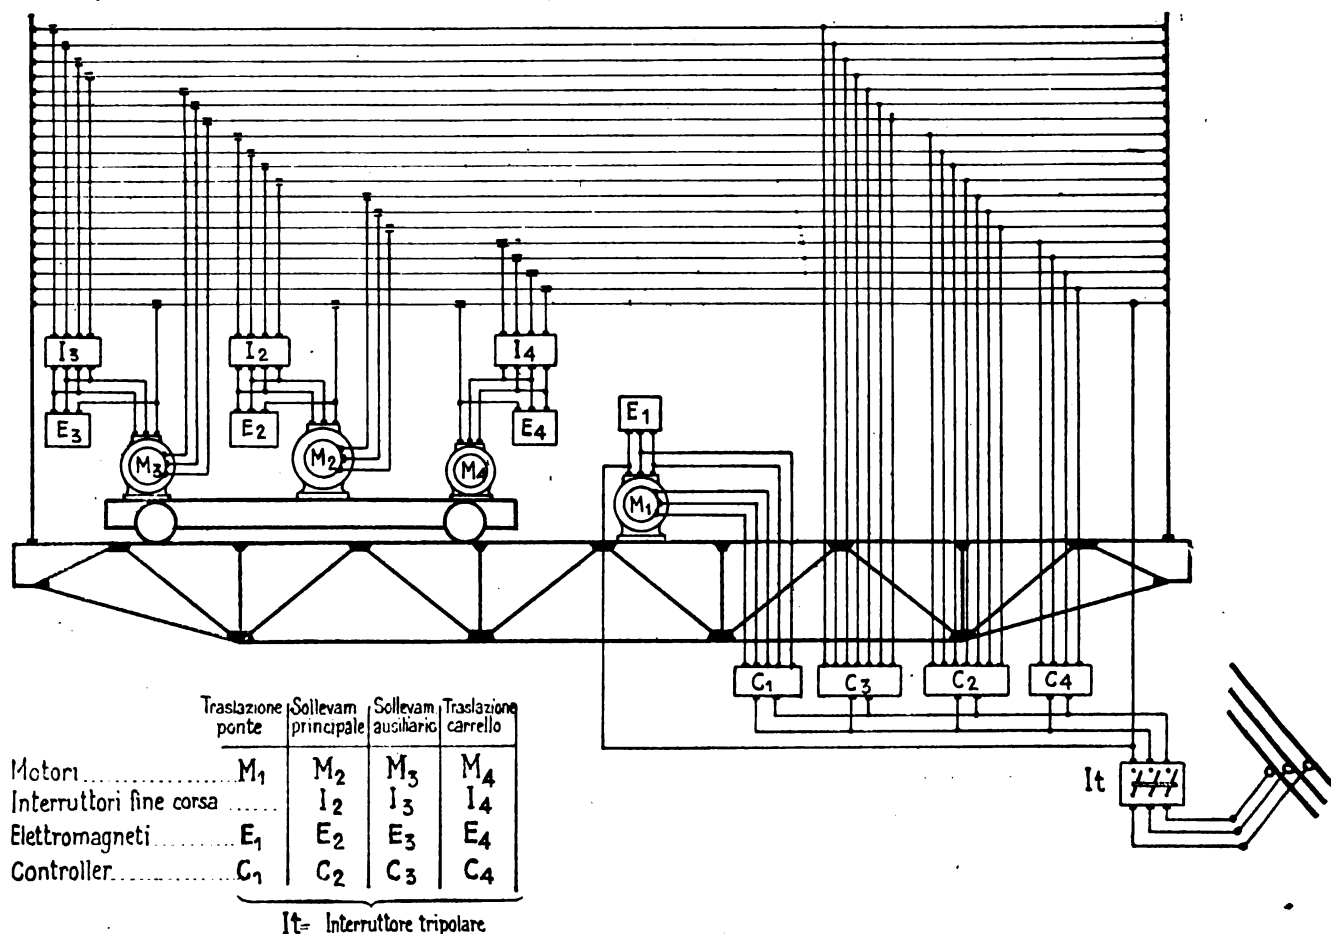 I3
I2
I4
E3
E2
E4
E1
M3
M2
M4
M1
C1
C3
C2
C4
It
Traslazione ponte
Sollevam principale
Sollevam ausiliario
Traslazione carrello
Motori M1 M2 M3 M4
Interruttori fine corsa I2 I3 I4
Elettromagneti E1 E2 E3 E4
Controller C1 C2 C3 C4
It= Interruttore tripolare